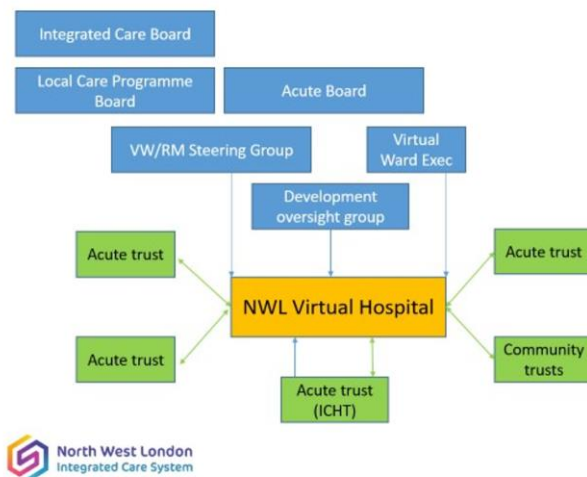 Integrated Care Board
Local Care Programme
Board
Acute Board
VW/RM Steering Group
Virtual
Ward Exec
Development
oversight group
Acute trust
Acute trust
NWL Virtual Hospital
Acute trust
Community
trusts
Acute trust
(ICHT)
North West London
Integrated Care System